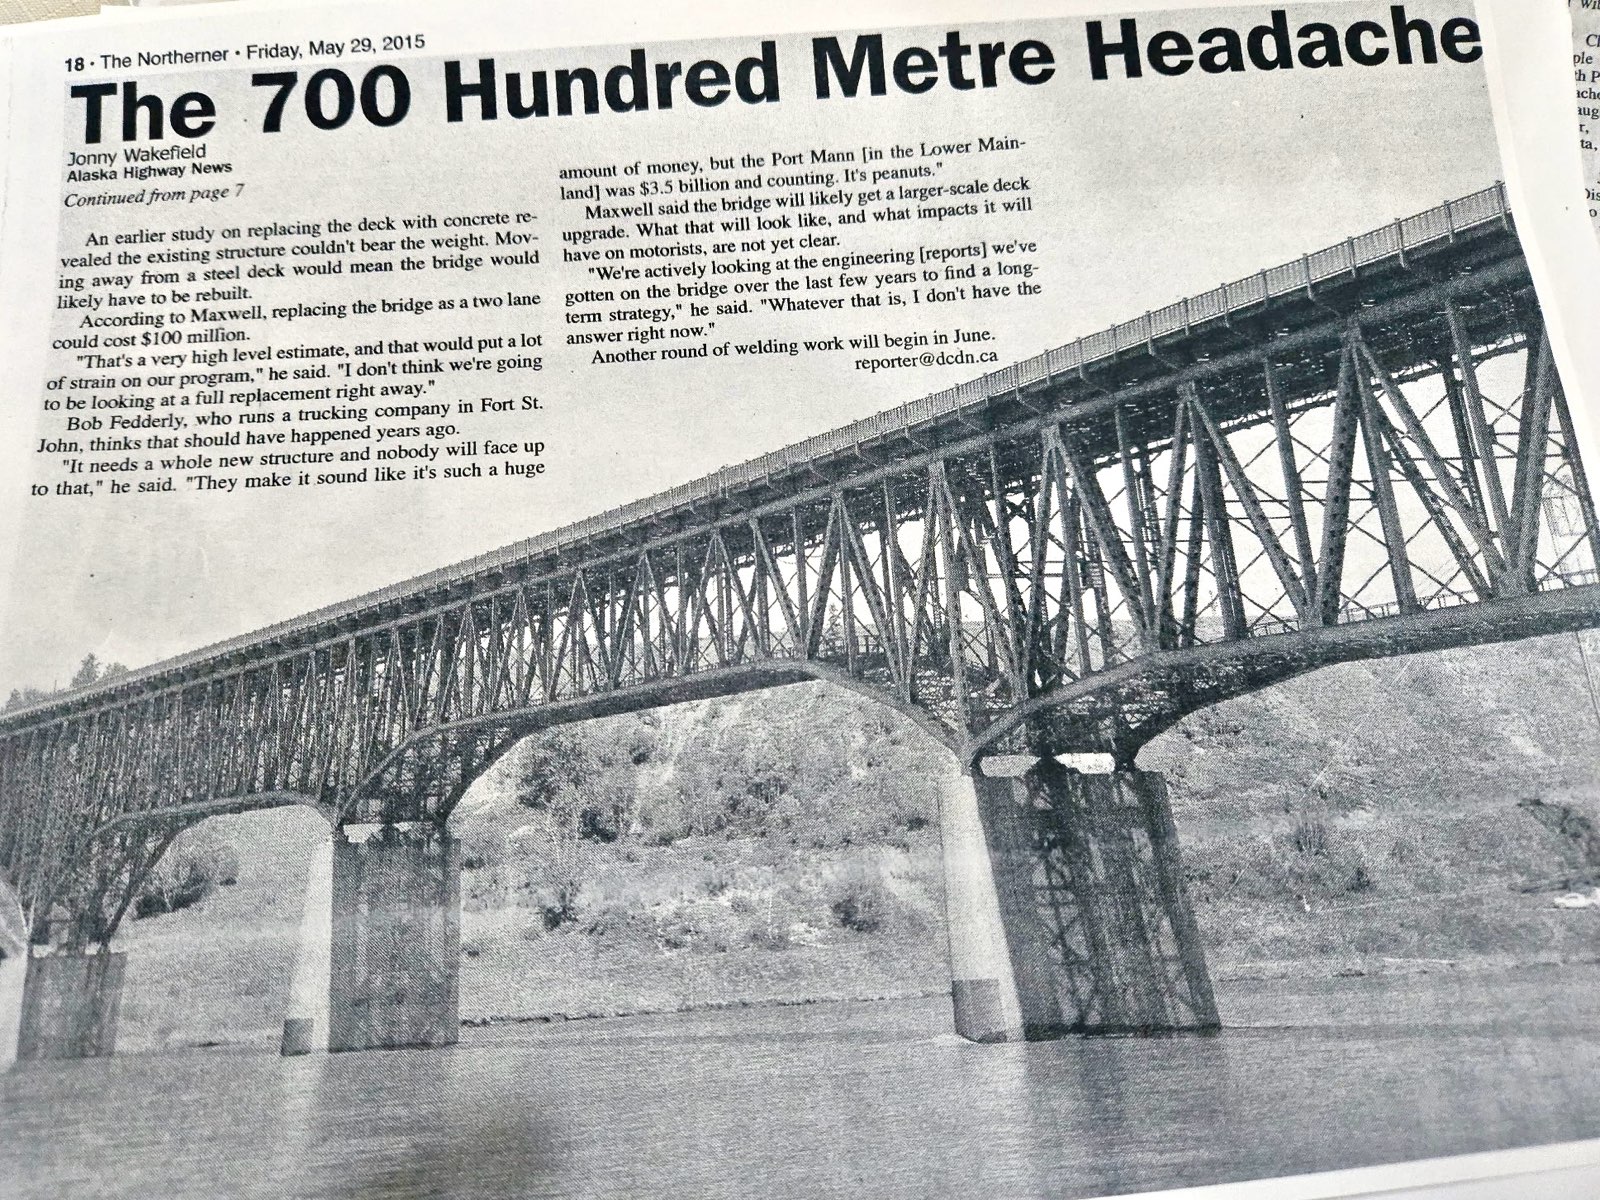 18 • The Northerner • Friday, May 29, 2015
The 700 Hundred Metre Headache
Jonny Wakefield
Alaska Highway News
Continued from page 7
An earlier study on replacing the deck with concrete re-
vealed the existing structure couldn't bear the weight. Mov-
ing away from a steel deck would mean the bridge would
likely have to be rebuilt.
According to Maxwell, replacing the bridge as a two lane
could cost $100 million.
"That's a very high level estimate, and that would put a lot
of strain on our program," he said. "I don't think we're going
to be looking at a full replacement right away."
Bob Fedderly, who runs a trucking company in Fort St.
John, thinks that should have happened years ago.
"It needs a whole new structure and nobody will face up
to that," he said. "They make it sound like it's such a huge
amount of money, but the Port Mann [in the Lower Main-
land] was $3.5 billion and counting. It's peanuts."
Maxwell said the bridge will likely get a larger-scale deck
upgrade. What that will look like, and what impacts it will
have on motorists, are not yet clear.
"We're actively looking at the engineering [reports] we've
gotten on the bridge over the last few years to find a long-
term strategy," he said. "Whatever that is, I don't have the
answer right now."
Another round of welding work will begin in June.
reporter@dcdn.ca